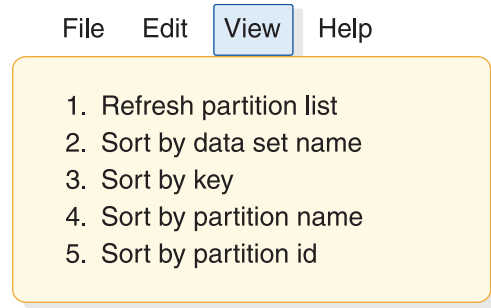 File Edit View Help
1. Refresh partition list
2. Sort by data set name
3. Sort by key
4. Sort by partition name
5. Sort by partition id